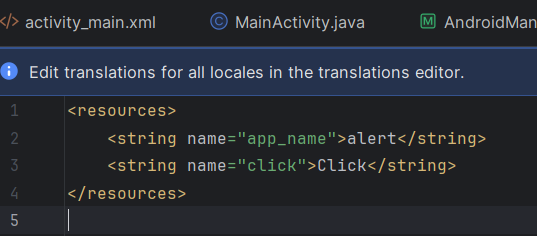 </> activity_main.xml © MainActivity.java M AndroidMan
Edit translations for all locales in the translations editor.
1 <resources>
2 <string name="app_name">alert</string>
3 <string name="click">Click</string>
4 </resources>
5